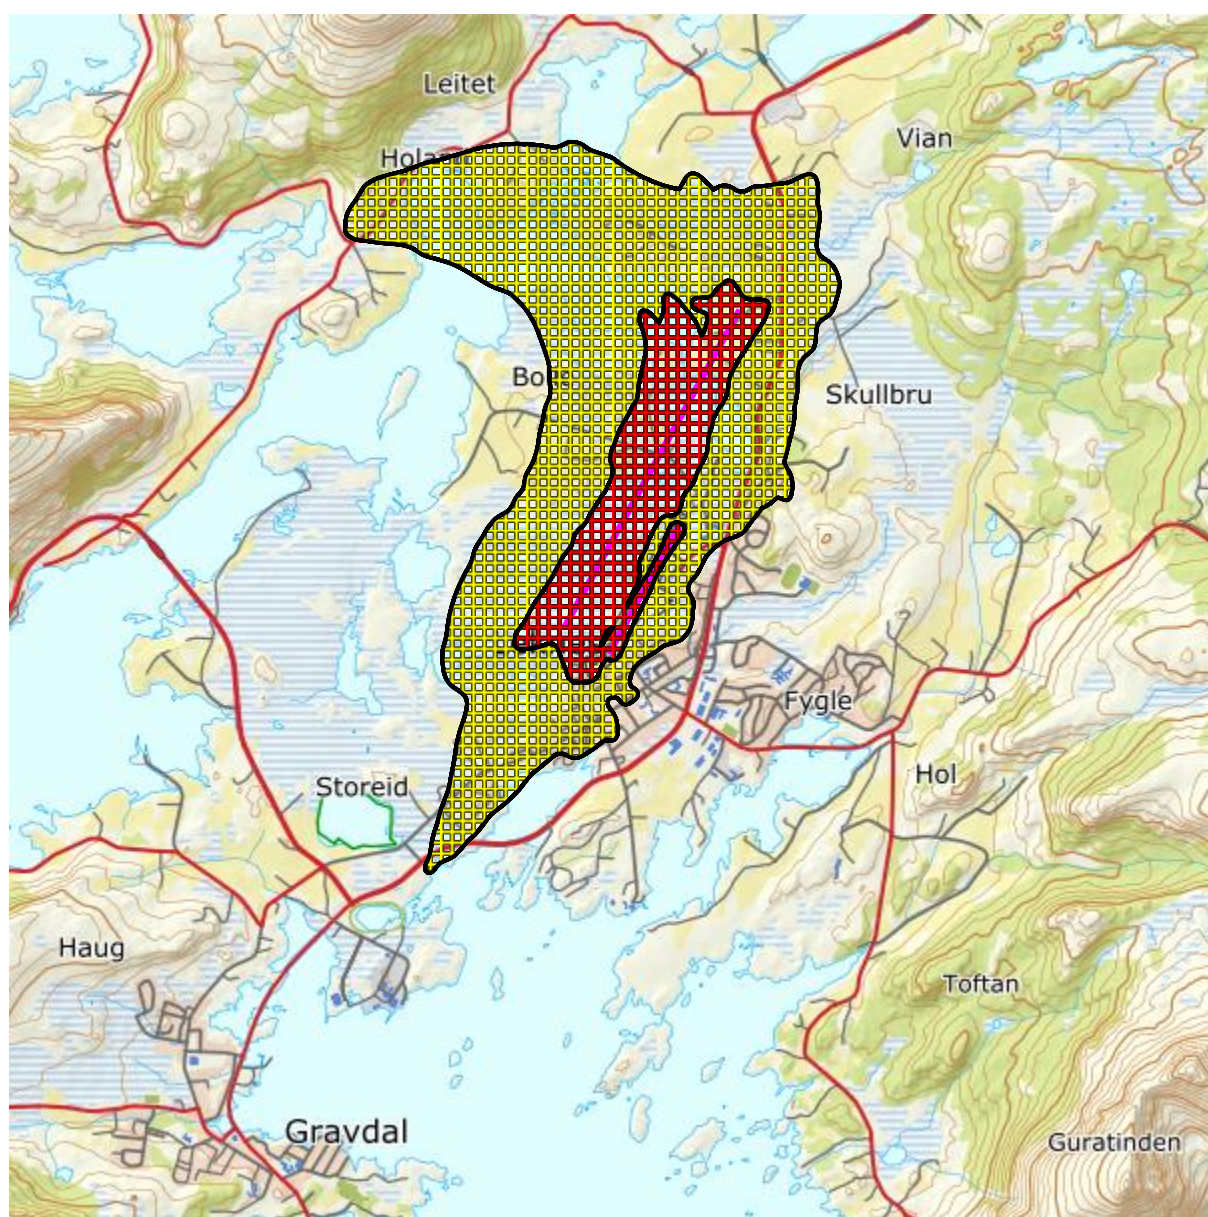 Leitet
Vian
Skullbru
Fygle
Hol
Storeid
Haug
Toftan
Gravdal
Guratinden